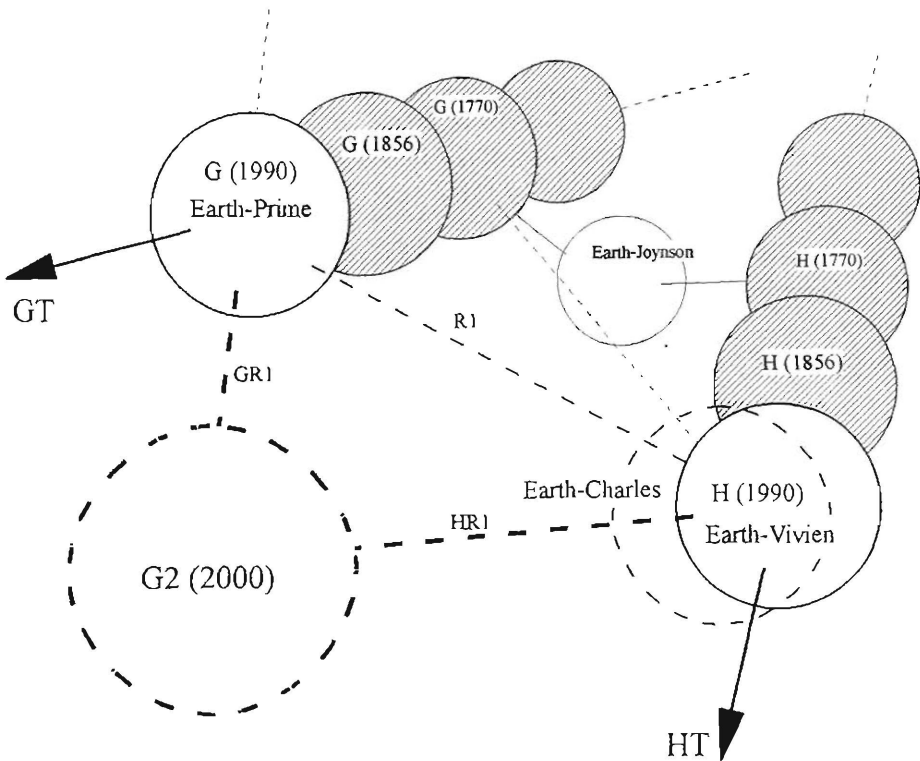 G (1770)
G (1856)
G (1990)
Earth-Prime
Earth-Joynson
H (1770)
GT
R1
H (1856)
GR1
Earth-Charles
H (1990)
HR1
Earth-Vivien
G2 (2000)
HT